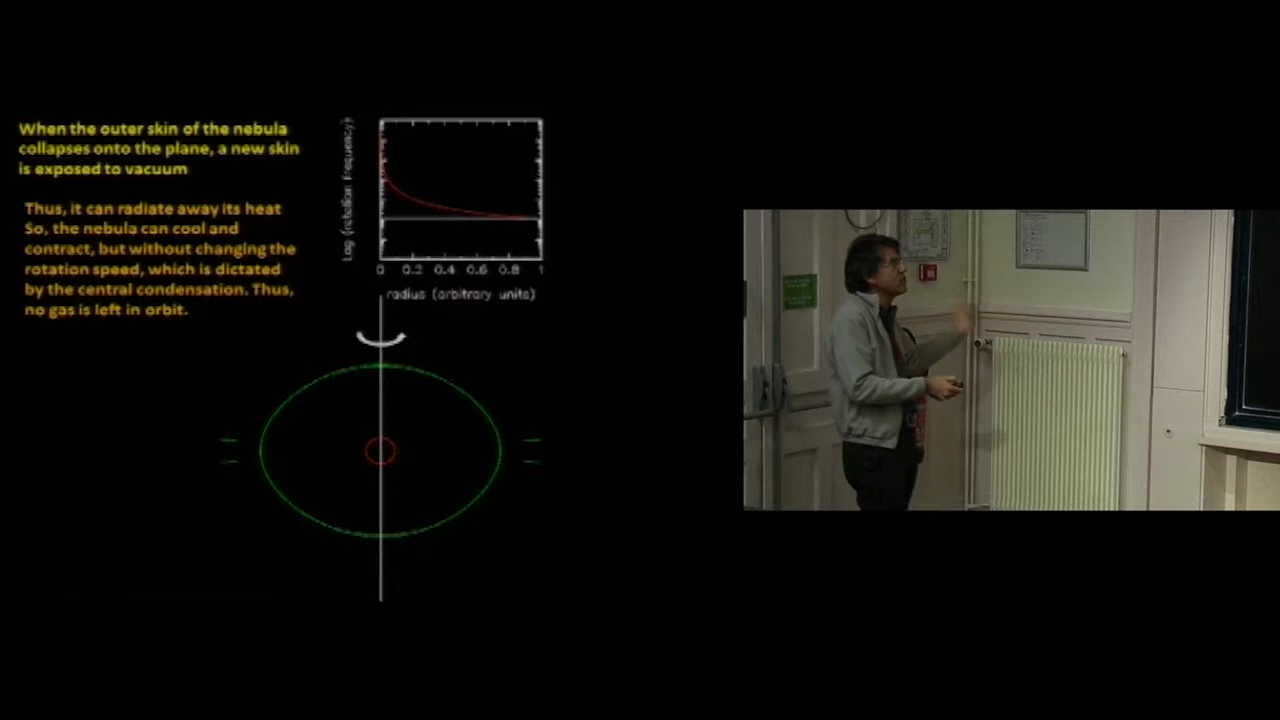 When the outer skin of the nebula
collapses onto the plane, a new skin
is exposed to vacuum
Thus, it can radiate away its heat
So, the nebula can cool and
contract, but without changing the
rotation speed, which is dictated
by the central condensation. Thus,
no gas is left in orbit.
Log (rotation frequency)
0 0.2 0.4 0.6 0.8 1
radius (arbitrary units)